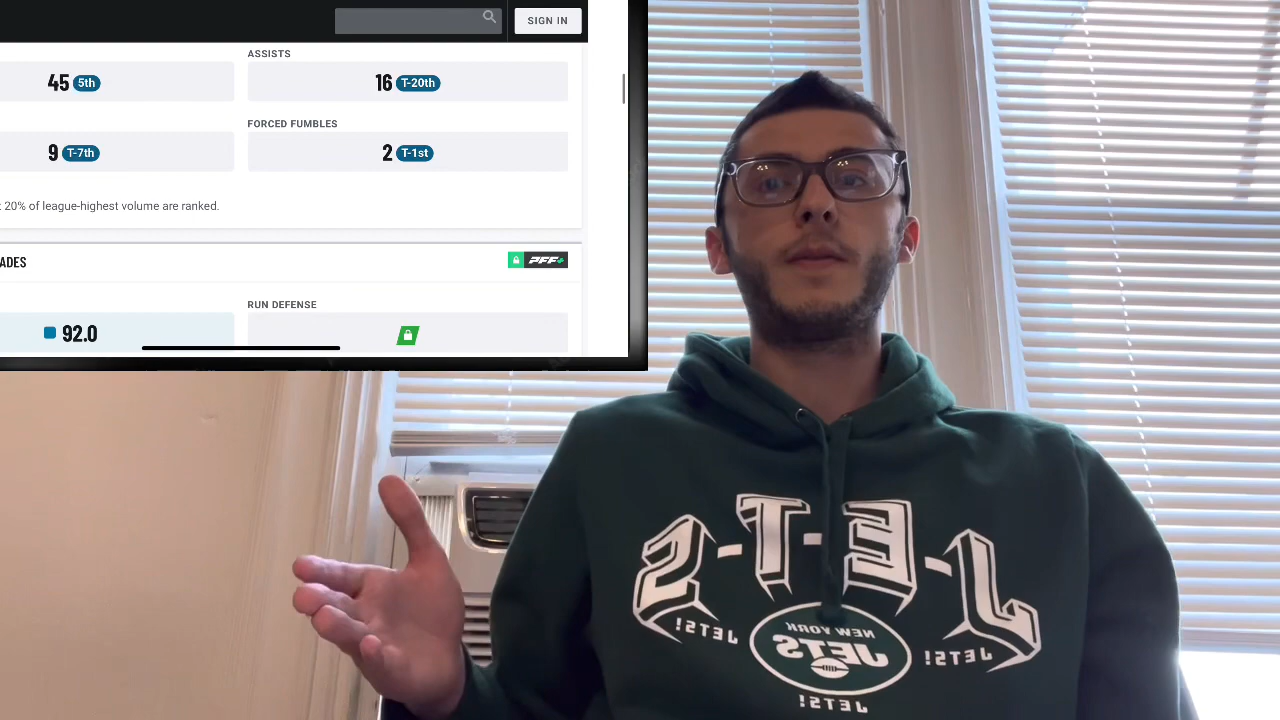 SIGN IN
ASSISTS
45 5th
16 T-20th
FORCED FUMBLES
9 T-7th
2 T-1st
20% of league-highest volume are ranked.
ADES
PFF+
RUN DEFENSE
92.0
J-E-T-S
JETS!
NEW YORK
JETS
JETS!
JETS!